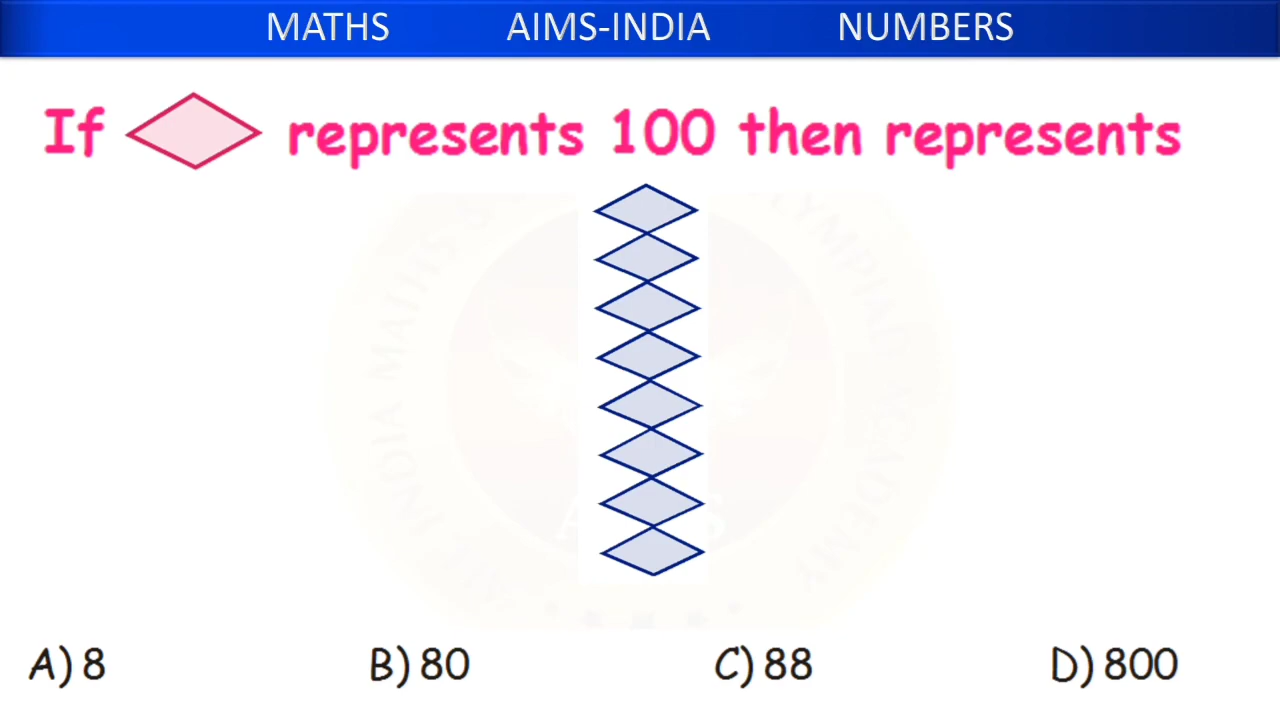 MATHS AIMS-INDIA NUMBERS
If represents 100 then represents
A) 8 B) 80 C) 88 D) 800